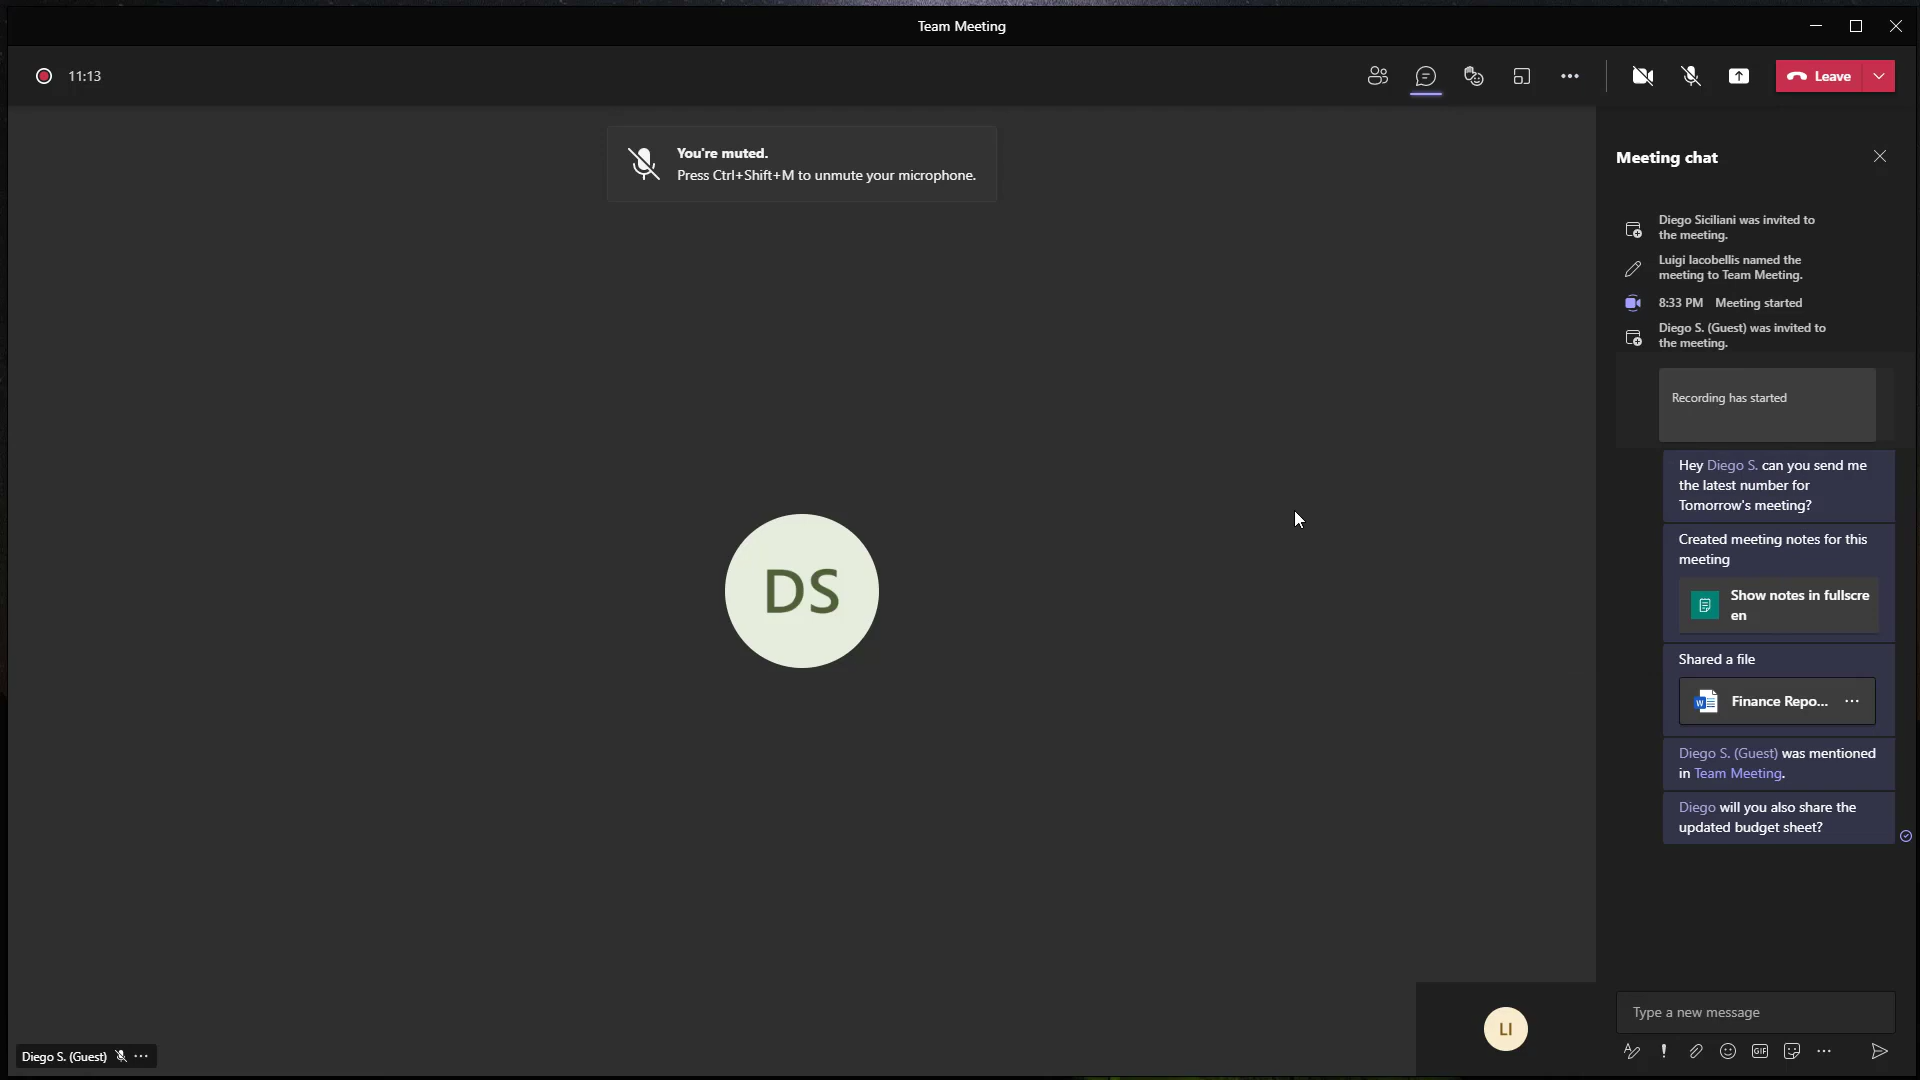 Team Meeting
11:13
Leave
You're muted.
Press Ctrl+Shift+M to unmute your microphone.
Meeting chat
Diego Siciliani was invited to
the meeting.
Luigi Iacobellis named the
meeting to Team Meeting.
8:33 PM Meeting started
Diego S. (Guest) was invited to
the meeting.
Recording has started
Hey Diego S. can you send me
the latest number for
Tomorrow's meeting?
Created meeting notes for this
meeting
Show notes in fullscre
en
Shared a file
Finance Repo...
Diego S. (Guest) was mentioned
in Team Meeting.
Diego will you also share the
updated budget sheet?
DS
LI
Diego S. (Guest)
Type a new message
GIF